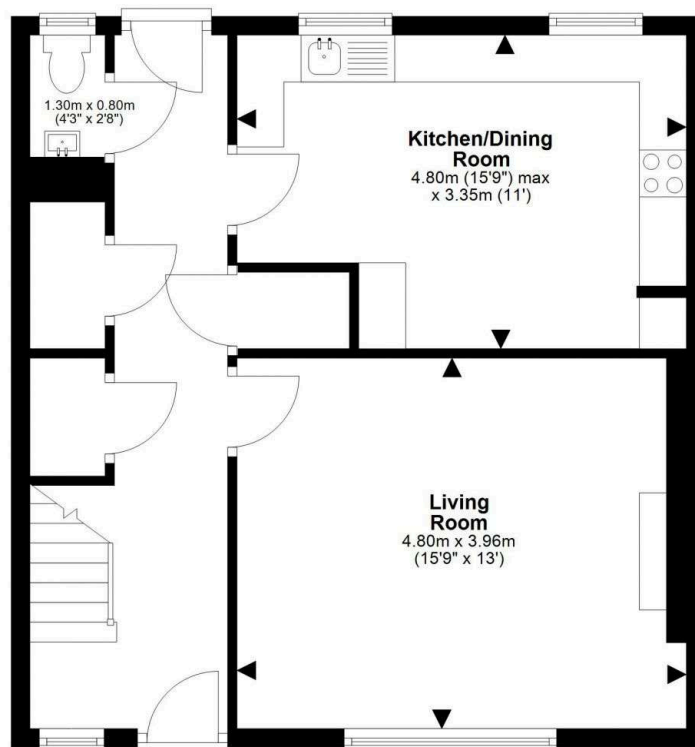 1.30m x 0.80m
(4'3" x 2'8")
Kitchen/Dining
Room
4.80m (15'9") max
x 3.35m (11')
Living
Room
4.80m x 3.96m
(15'9" x 13')